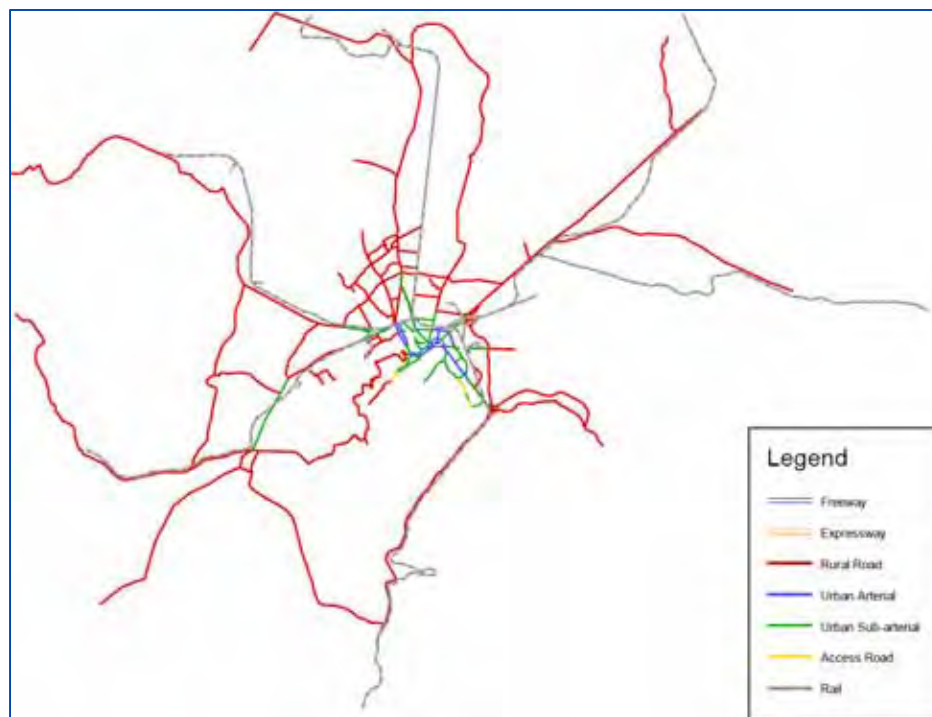 Legend
Freeway
Expressway
Rural Road
Urban Arterial
Urban Sub-arterial
Access Road
Rail